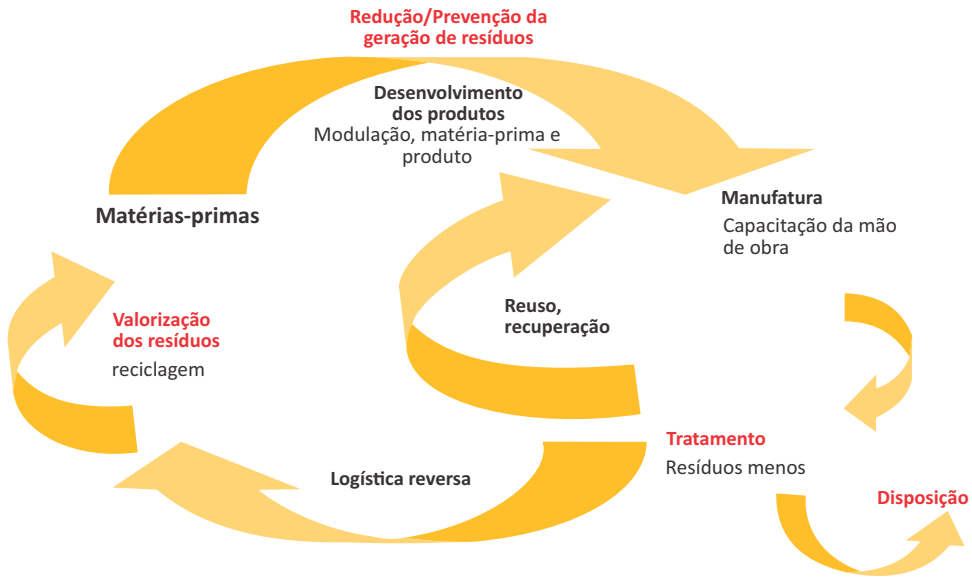 Redução/Prevenção da
geração de resíduos
Desenvolvimento
dos produtos
Modulação, matéria-prima e
produto
Matérias-primas
Manufatura
Capacitação da mão
de obra
Reuso,
recuperação
Valorização
dos resíduos
reciclagem
Tratamento
Resíduos menos
Logística reversa
Disposição